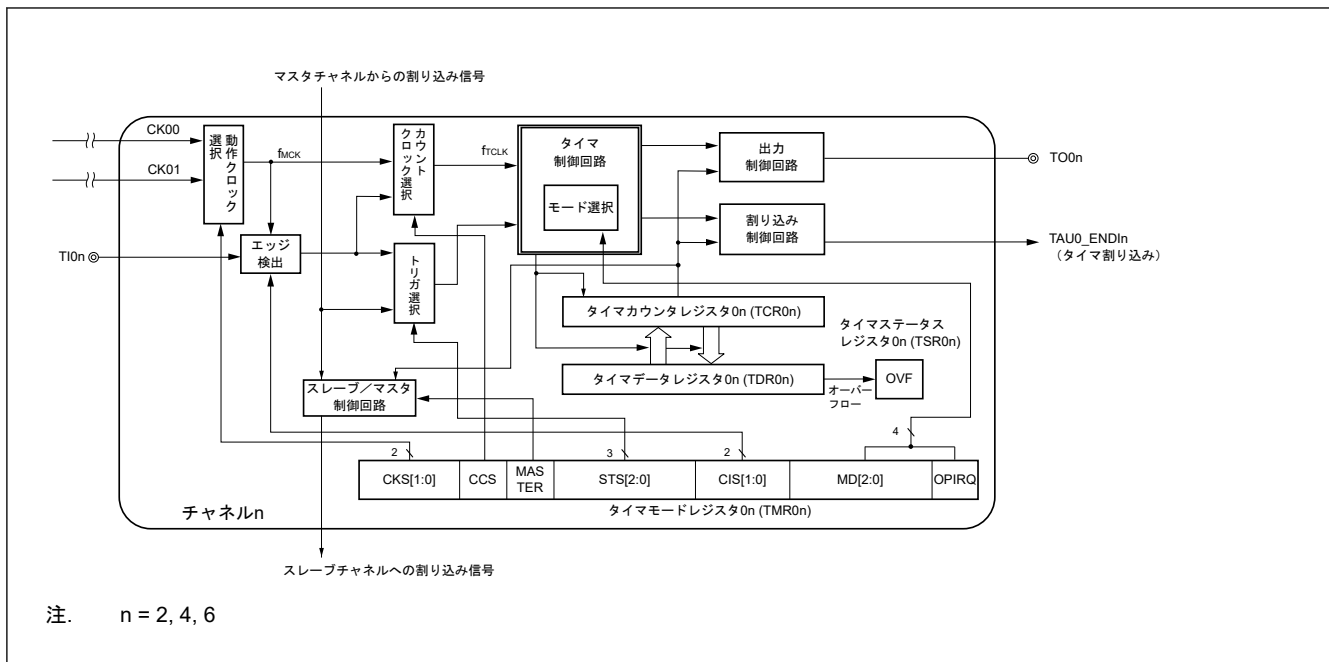 マスタチャネルからの割り込み信号
CK00
CK01
動作クロック
選択
fMCK
カウント
クロック選択
fTCLK
タイマ
制御回路
モード選択
出力
制御回路
TO0n
割り込み
制御回路
TAU0_ENDIn
(タイマ割り込み)
TI0n
エッジ
検出
トリガ
選択
タイマカウンタレジスタ0n (TCR0n)
タイマステータス
レジスタ0n (TSR0n)
タイマデータレジスタ0n (TDR0n)
オーバー
フロー
OVF
スレーブ/マスタ
制御回路
2
3
2
4
CKS[1:0]
CCS
MAS
TER
STS[2:0]
CIS[1:0]
MD[2:0]
OPIRQ
タイマモードレジスタ0n (TMR0n)
チャネルn
スレーブチャネルへの割り込み信号
注. n = 2, 4, 6